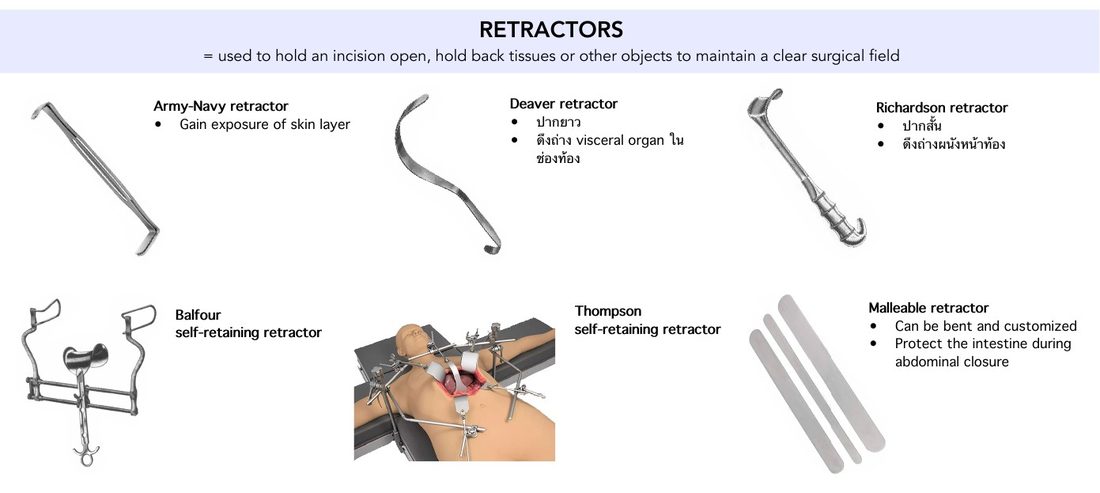 RETRACTORS
= used to hold an incision open, hold back tissues or other objects to maintain a clear surgical field
Army-Navy retractor
• Gain exposure of skin layer
Deaver retractor
• ปากยาว
• ดึงถ่าง visceral organ ใน
ช่องท้อง
Richardson retractor
• ปากสั้น
• ดึงถ่างผนังหน้าท้อง
Balfour
self-retaining retractor
Thompson
self-retaining retractor
Malleable retractor
• Can be bent and customized
• Protect the intestine during
abdominal closure